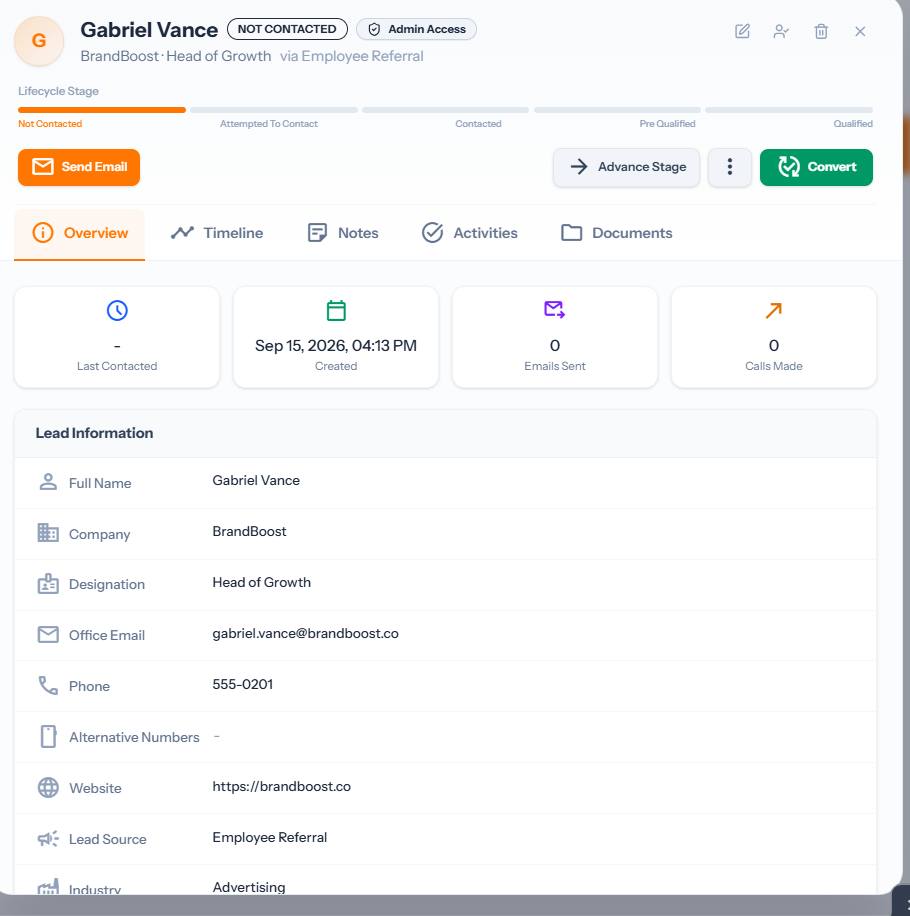 G
Gabriel Vance NOT CONTACTED Admin Access
BrandBoost · Head of Growth via Employee Referral
Lifecycle Stage
Not Contacted Attempted To Contact Contacted Pre Qualified Qualified
Send Email Advance Stage Convert
Overview Timeline Notes Activities Documents
- Sep 15, 2026, 04:13 PM 0 0
Last Contacted Created Emails Sent Calls Made
Lead Information
Full Name Gabriel Vance
Company BrandBoost
Designation Head of Growth
Office Email gabriel.vance@brandboost.co
Phone 555-0201
Alternative Numbers -
Website https://brandboost.co
Lead Source Employee Referral
Industry Advertising